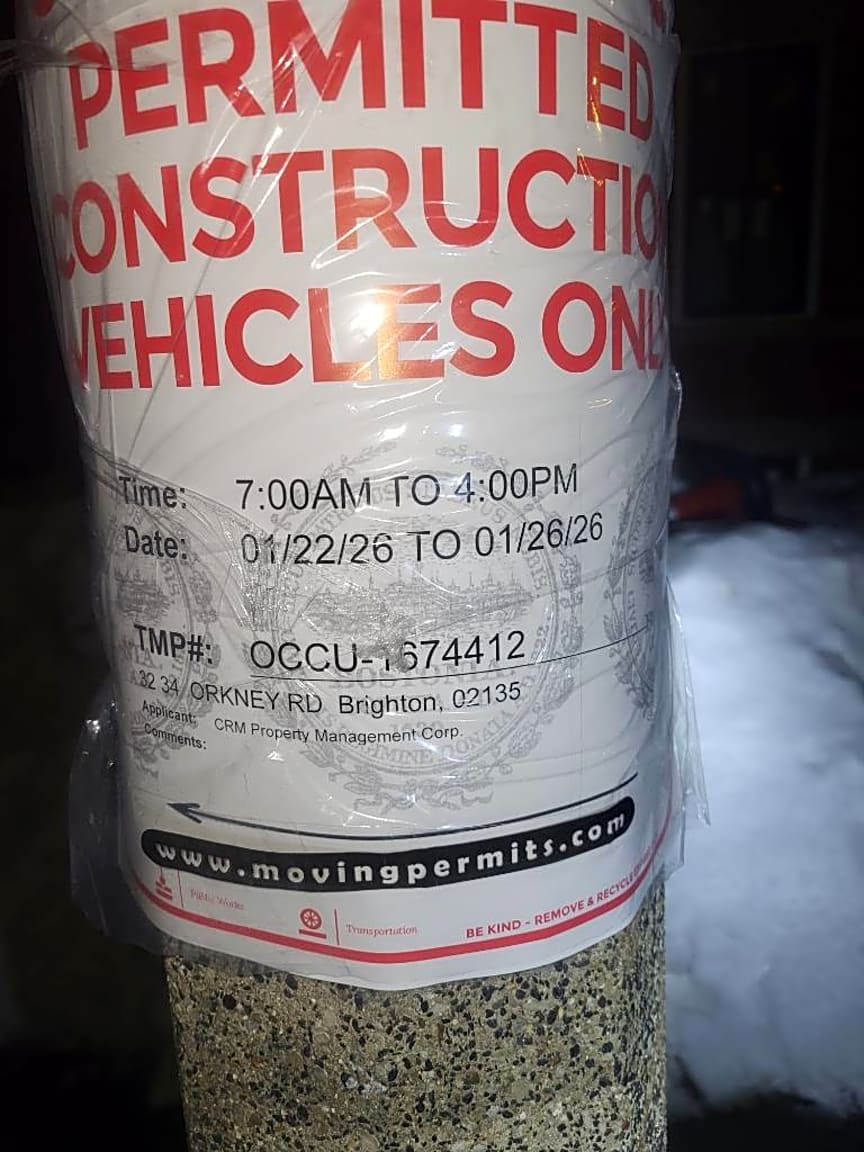 PERMITTED
CONSTRUCTIO
VEHICLES ONL
Time: 7:00AM TO 4:00PM
Date: 01/22/26 TO 01/26/26
TMP#: OCCU-1674412
32 34 ORKNEY RD Brighton, 02135
Applicant: CRM Property Management Corp.
Comments:
www.movingpermits.com
Public Works
Transportation
BE KIND - REMOVE & RECYCLE